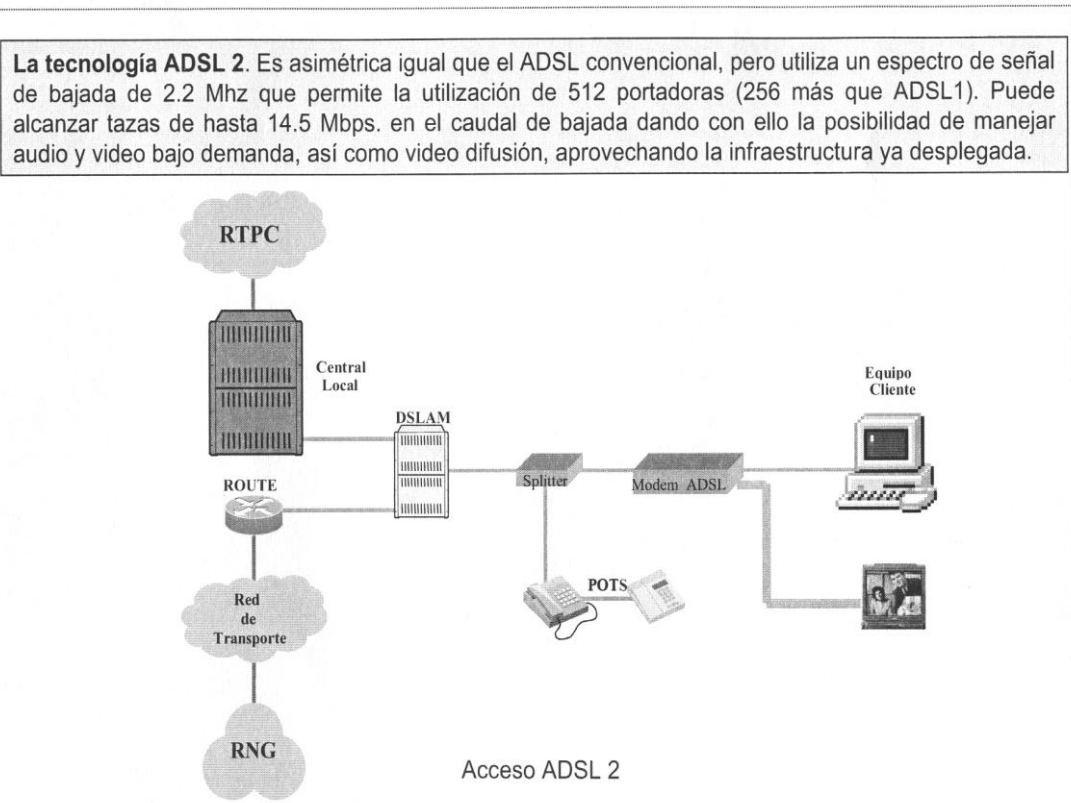 La tecnología ADSL 2. Es asimétrica igual que el ADSL convencional, pero utiliza un espectro de señal
de bajada de 2.2 Mhz que permite la utilización de 512 portadoras (256 más que ADSL1). Puede
alcanzar tazas de hasta 14.5 Mbps. en el caudal de bajada dando con ello la posibilidad de manejar
audio y video bajo demanda, así como video difusión, aprovechando la infraestructura ya desplegada.
RTPC
Central
Local
Equipo
Cliente
DSLAM
ROUTE
Splitter
Modem ADSL
POTS
Red
de
Transporte
RNG
Acceso ADSL 2